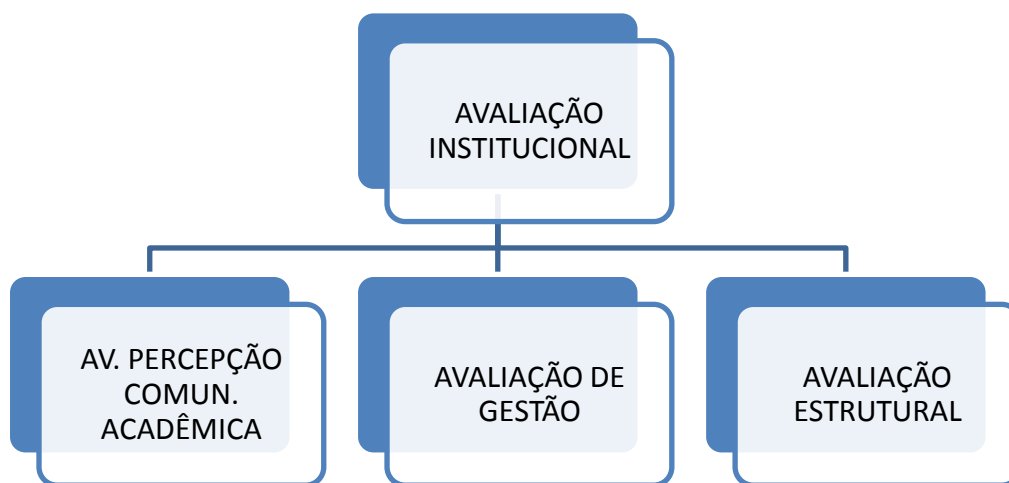 AVALIAÇÃO
INSTITUCIONAL
AV. PERCEPÇÃO
COMUN.
ACADÊMICA
AVALIAÇÃO DE
GESTÃO
AVALIAÇÃO
ESTRUTURAL